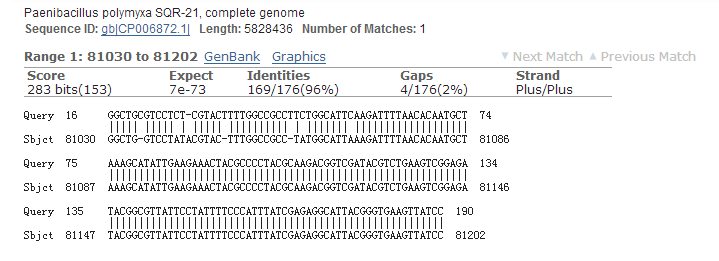 Paenibacillus polymyxa SQR-21, complete genome
Sequence ID: gb|CP006872.1| Length: 5828436 Number of Matches: 1
Range 1: 81030 to 81202 GenBank Graphics ▼ Next Match ▲ Previous Match
Score Expect Identities Gaps Strand
283 bits(153) 7e-73 169/176(96%) 4/176(2%) Plus/Plus
Query 16 GGCTGCGTCCTCT-CGTACTTTTGGCCGCCTTCTGGCATTCAAGATTTTAACACAATGCT 74
Sbjct 81030 GGCTG-GTCCTATACGTAC-TTTGGCCGCC-TATGGCATTAAAGATTTTAACACAATGCT 81086
Query 75 AAAGCATATTGAAGAAACTACGCCCCTACGCAAGACGGTCGATACGTCTGAAGTCGGAGA 134
Sbjct 81087 AAAGCATATTGAAGAAACTACGCCCCTACGCAAGACGGTCGATACGTCTGAAGTCGGAGA 81146
Query 135 TACGGCGTTATTCCTATTTTCCCATTTATCGAGAGGCATTACGGGTGAAGTTATCC 190
Sbjct 81147 TACGGCGTTATTCCTATTTTCCCATTTATCGAGAGGCATTACGGGTGAAGTTATCC 81202